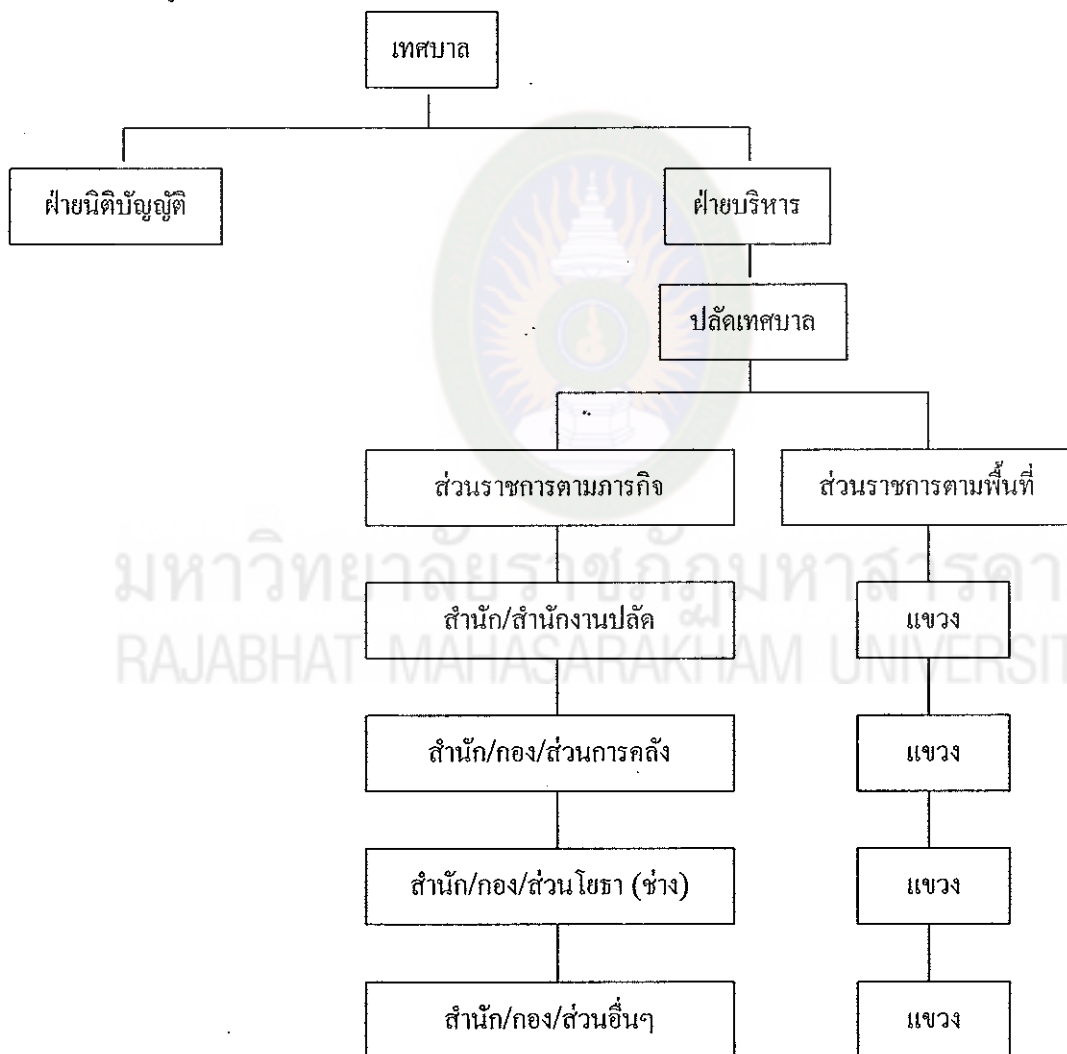 เทศบาล
ฝ่ายนิติบัญญัติ
ฝ่ายบริหาร
ปลัดเทศบาล
ส่วนราชการตามภารกิจ
ส่วนราชการตามพื้นที่
มหาวิทยาลัยราชภัฏมหาสารคา
RAJABHAT MAHASARAKHAM UNIVERSIT
สำนัก/สำนักงานปลัด
แขวง
สำนัก/กอง/ส่วนการคลัง
แขวง
สำนัก/กอง/ส่วนโยธา (ช่าง)
แขวง
สำนัก/กอง/ส่วนอื่นๆ
แขวง